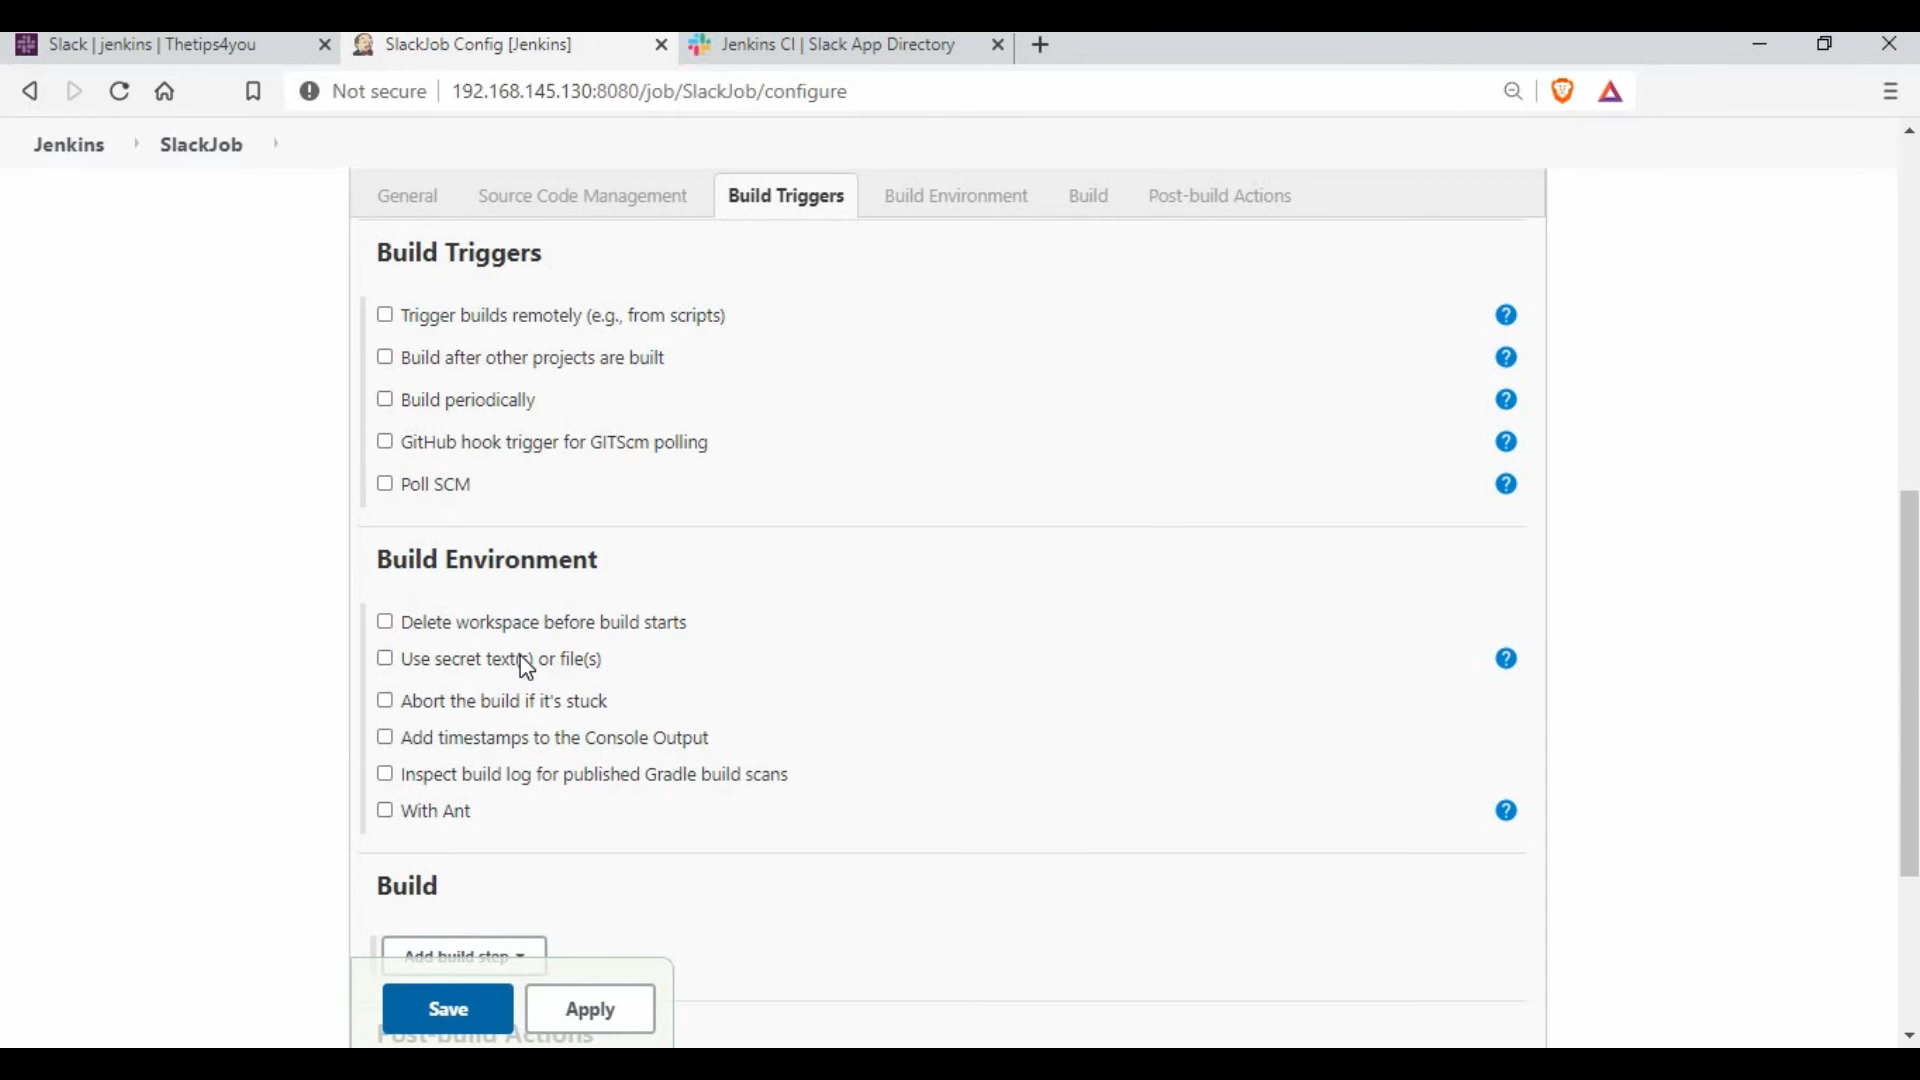 Slack | jenkins | Thetips4you
SlackJob Config [Jenkins]
Jenkins CI | Slack App Directory
Not secure
192.168.145.130:8080/job/SlackJob/configure
Jenkins
SlackJob
General
Source Code Management
Build Triggers
Build Environment
Build
Post-build Actions
Build Triggers
Trigger builds remotely (e.g., from scripts)
Build after other projects are built
Build periodically
GitHub hook trigger for GITScm polling
Poll SCM
Build Environment
Delete workspace before build starts
Use secret text(s) or file(s)
Abort the build if it's stuck
Add timestamps to the Console Output
Inspect build log for published Gradle build scans
With Ant
Build
Add build step
Save
Apply
Post-build Actions